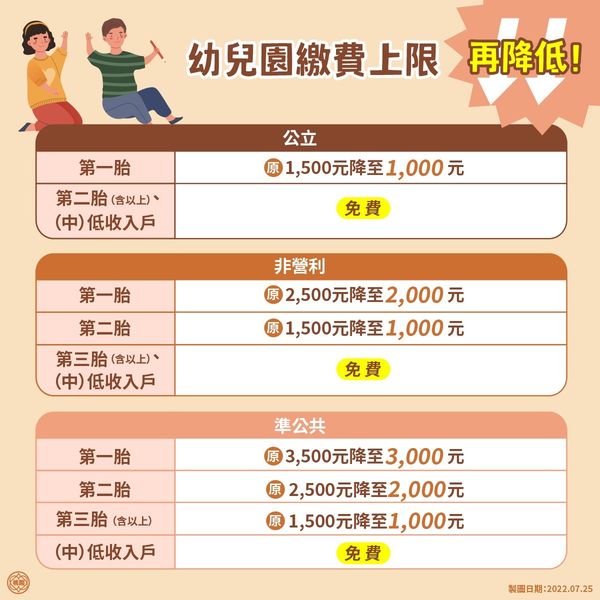 幼兒園繳費上限 再降低!
公立
第一胎 原1,500元降至1,000元
第二胎(含以上)、
(中)低收入戶
免費
非營利
第一胎 原2,500元降至2,000元
第二胎 原1,500元降至1,000元
第三胎(含以上)、
(中)低收入戶
免費
準公共
第一胎 原3,500元降至3,000元
第二胎 原2,500元降至2,000元
第三胎(含以上) 原1,500元降至1,000元
(中)低收入戶 免費
製圖日期:2022.07.25